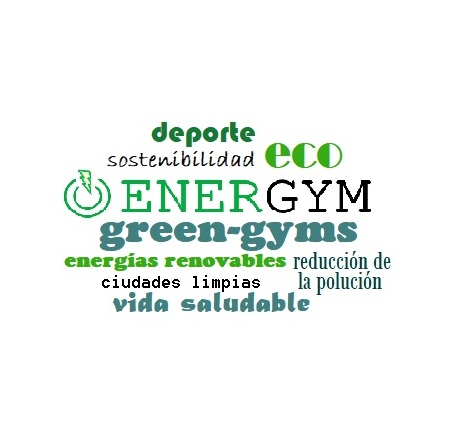 deporte
sostenibilidad eco
ENERGYM
green-gyms
energías renovables reducción de
ciudades limpias la polución
vida saludable